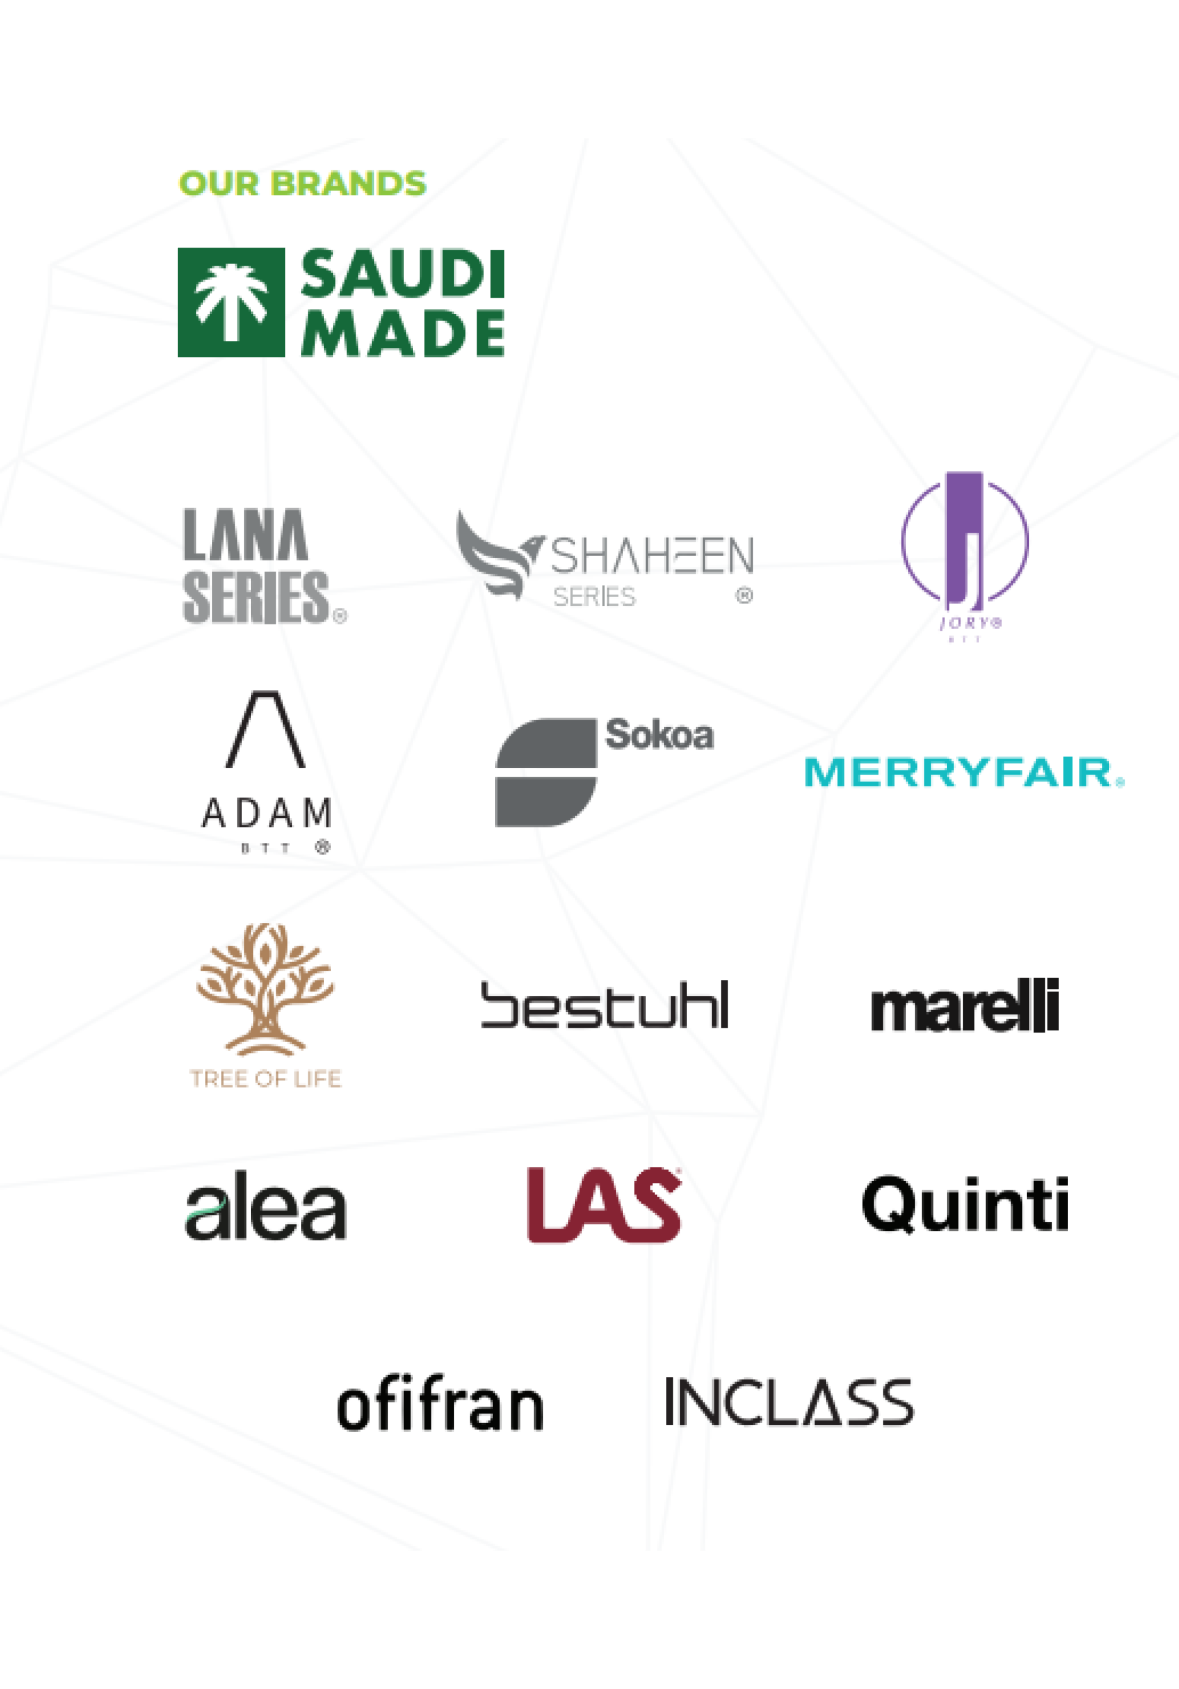 OUR BRANDS
SAUDI
MADE
LANA
SERIES®
SHAHEEN
SERIES ®
J
JORY®
BTT
ADAM
BTT ®
Sokoa
MERRYFAIR®
TREE OF LIFE
bestuhl
marelli
alea
LAS
Quinti
ofifran
INCLASS